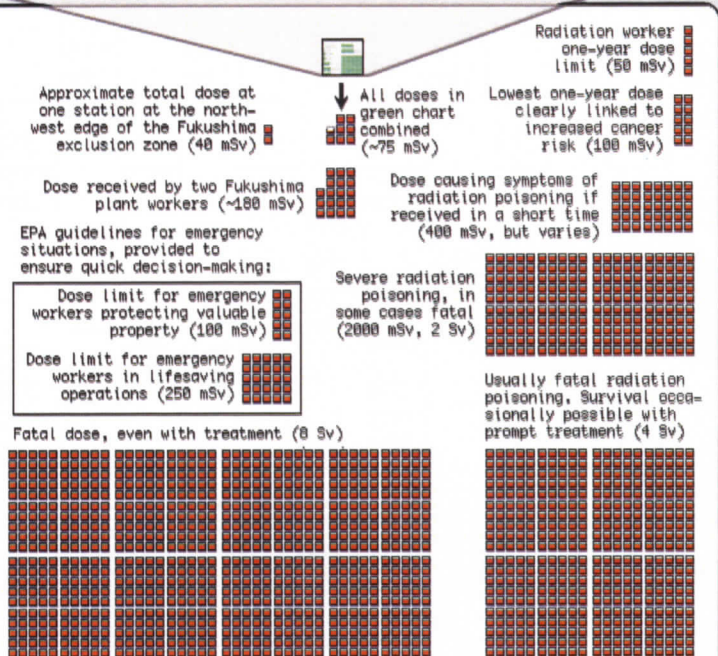 Radiation worker
one-year dose
limit (50 mSv)
Approximate total dose at
one station at the north-
west edge of the Fukushima
exclusion zone (40 mSv)
All doses in
green chart
combined
(~75 mSv)
Lowest one-year dose
clearly linked to
increased cancer
risk (100 mSv)
Dose received by two Fukushima
plant workers (~180 mSv)
Dose causing symptoms of
radiation poisoning if
received in a short time
(400 mSv, but varies)
EPA guidelines for emergency
situations, provided to
ensure quick decision-making:
Dose limit for emergency
workers protecting valuable
property (100 mSv)
Dose limit for emergency
workers in lifesaving
operations (250 mSv)
Severe radiation
poisoning, in
some cases fatal
(2000 mSv, 2 Sv)
Usually fatal radiation
poisoning. Survival occa-
sionally possible with
prompt treatment (4 Sv)
Fatal dose, even with treatment (8 Sv)